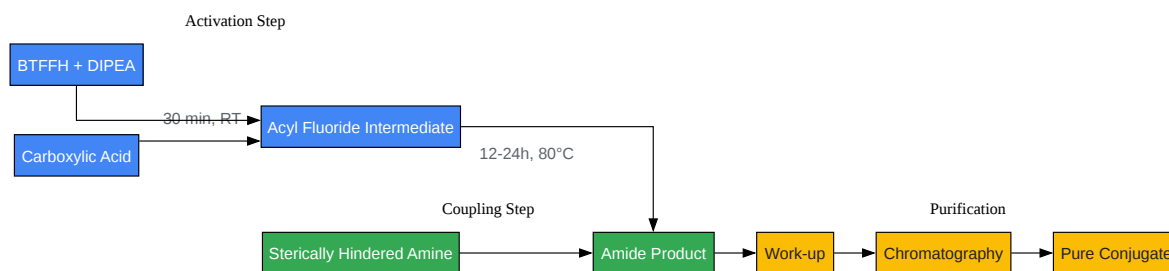 Activation Step
BTFFH + DIPEA
30 min, RT
Acyl Fluoride Intermediate
Carboxylic Acid
12-24h, 80°C
Coupling Step
Purification
Sterically Hindered Amine
Amide Product
Work-up
Chromatography
Pure Conjugate